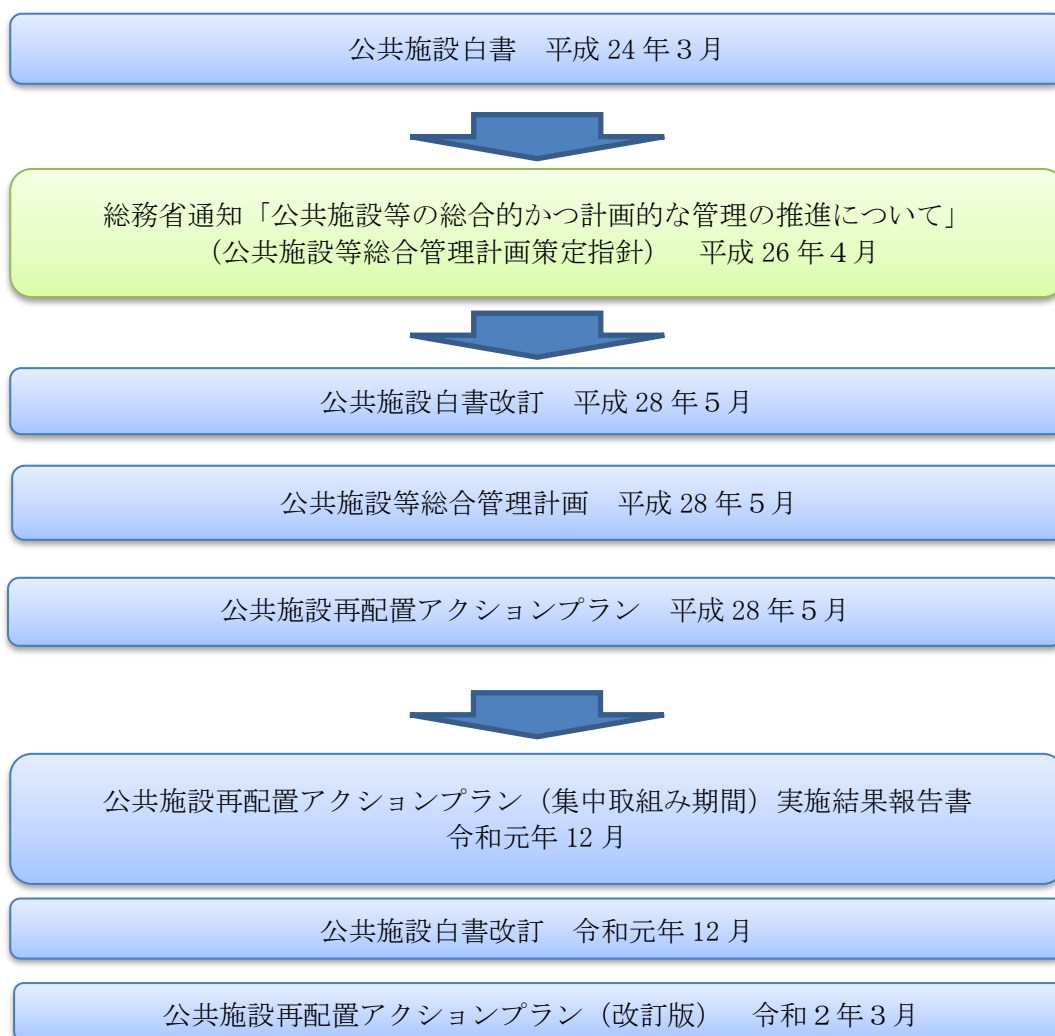 公共施設白書　平成 24 年３月
総務省通知「公共施設等の総合的かつ計画的な管理の推進について」
（公共施設等総合管理計画策定指針）　平成 26 年４月
公共施設白書改訂　平成 28 年５月
公共施設等総合管理計画　平成 28 年５月
公共施設再配置アクションプラン　平成 28 年５月
公共施設再配置アクションプラン（集中取組み期間）実施結果報告書
令和元年 12 月
公共施設白書改訂　令和元年 12 月
公共施設再配置アクションプラン（改訂版）　令和２年３月